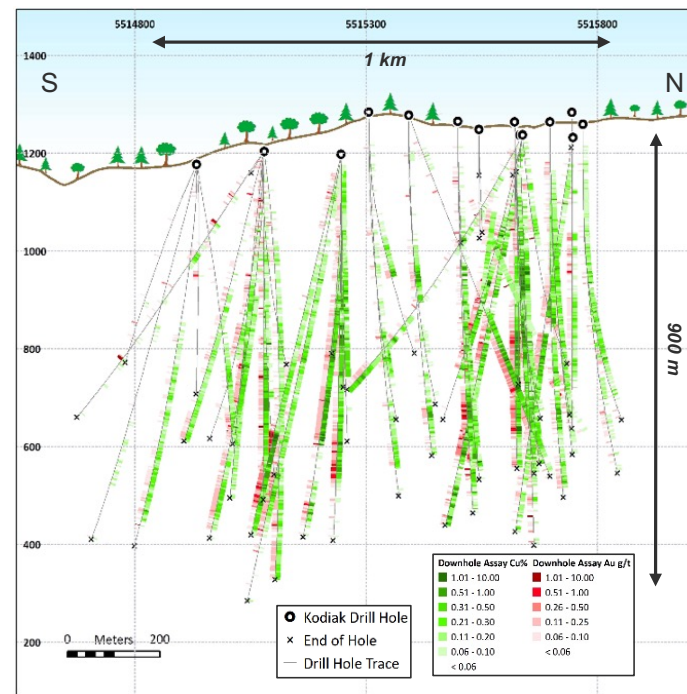 5514800 5515300 5515800
1400
1 km
S N
1200
1000
800
900 m
600
400
Downhole Assay Cu% Downhole Assay Au g/t
1.01 - 10.00 1.01 - 10.00
0.51 - 1.00 0.51 - 1.00
0.31 - 0.50 0.26 - 0.50
0.21 - 0.30 0.11 - 0.25
0.11 - 0.20 0.06 - 0.10
0.06 - 0.10 < 0.06
< 0.06
Kodiak Drill Hole
End of Hole
Drill Hole Trace
0 Meters 200
200